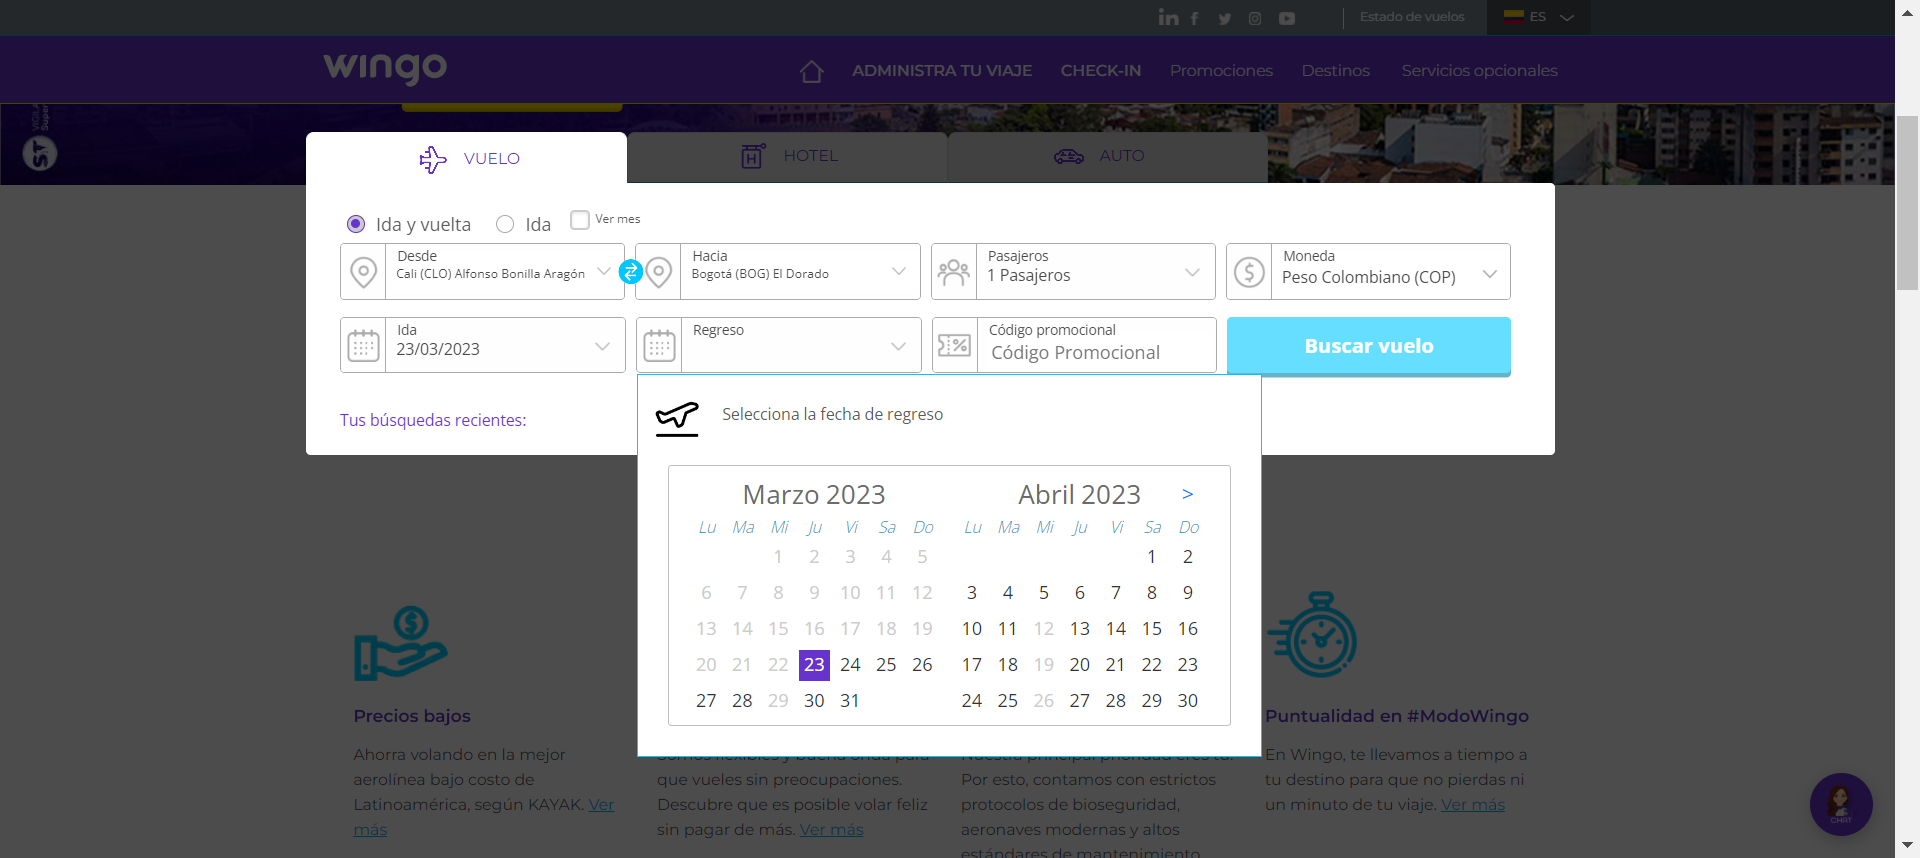 Estado de vuelos
ES
wingo
ADMINISTRA TU VIAJE
CHECK-IN
Promociones
Destinos
Servicios opcionales
VUELO
HOTEL
AUTO
Ida y vuelta
Ida
Ver mes
Desde
Cali (CLO) Alfonso Bonilla Aragón
Hacia
Bogotá (BOG) El Dorado
Pasajeros
1 Pasajeros
Moneda
Peso Colombiano (COP)
Ida
23/03/2023
Regreso
Código promocional
Código Promocional
Buscar vuelo
Tus búsquedas recientes:
Selecciona la fecha de regreso
Marzo 2023
Lu Ma Mi Ju Vi Sa Do
1 2 3 4 5
6 7 8 9 10 11 12
13 14 15 16 17 18 19
20 21 22 23 24 25 26
27 28 29 30 31
Abril 2023 >
Lu Ma Mi Ju Vi Sa Do
1 2
3 4 5 6 7 8 9
10 11 12 13 14 15 16
17 18 19 20 21 22 23
24 25 26 27 28 29 30
Precios bajos
Ahorra volando en la mejor
aerolínea bajo costo de
Latinoamérica, según KAYAK. Ver
más
que vueles sin preocupaciones.
Descubre que es posible volar feliz
sin pagar de más. Ver más
Por esto, contamos con estrictos
protocolos de bioseguridad,
aeronaves modernas y altos
estándares de mantenimiento
Puntualidad en #ModoWingo
En Wingo, te llevamos a tiempo a
tu destino para que no pierdas ni
un minuto de tu viaje. Ver más
CHAT